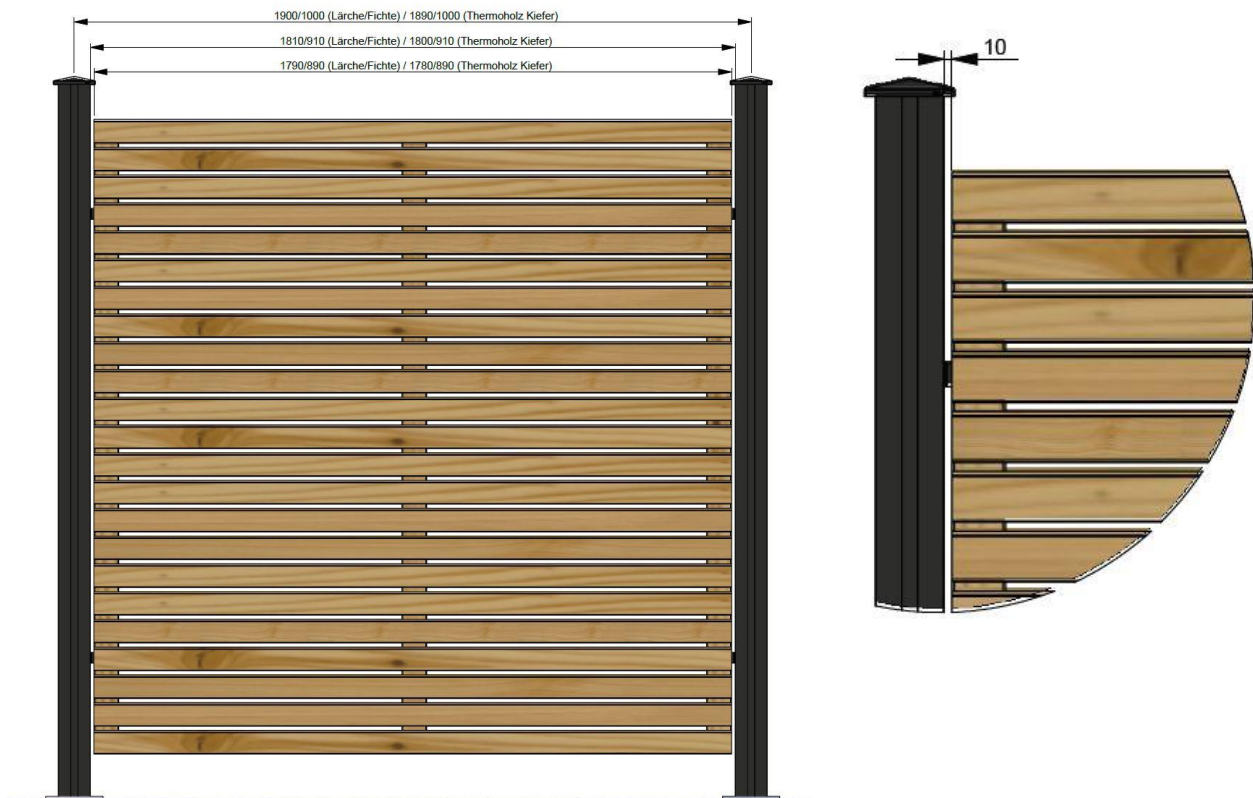 1900/1000 (Lärche/Fichte) / 1890/1000 (Thermoholz Kiefer)
1810/910 (Lärche/Fichte) / 1800/910 (Thermoholz Kiefer)
1790/890 (Lärche/Fichte) / 1780/890 (Thermoholz Kiefer)
10